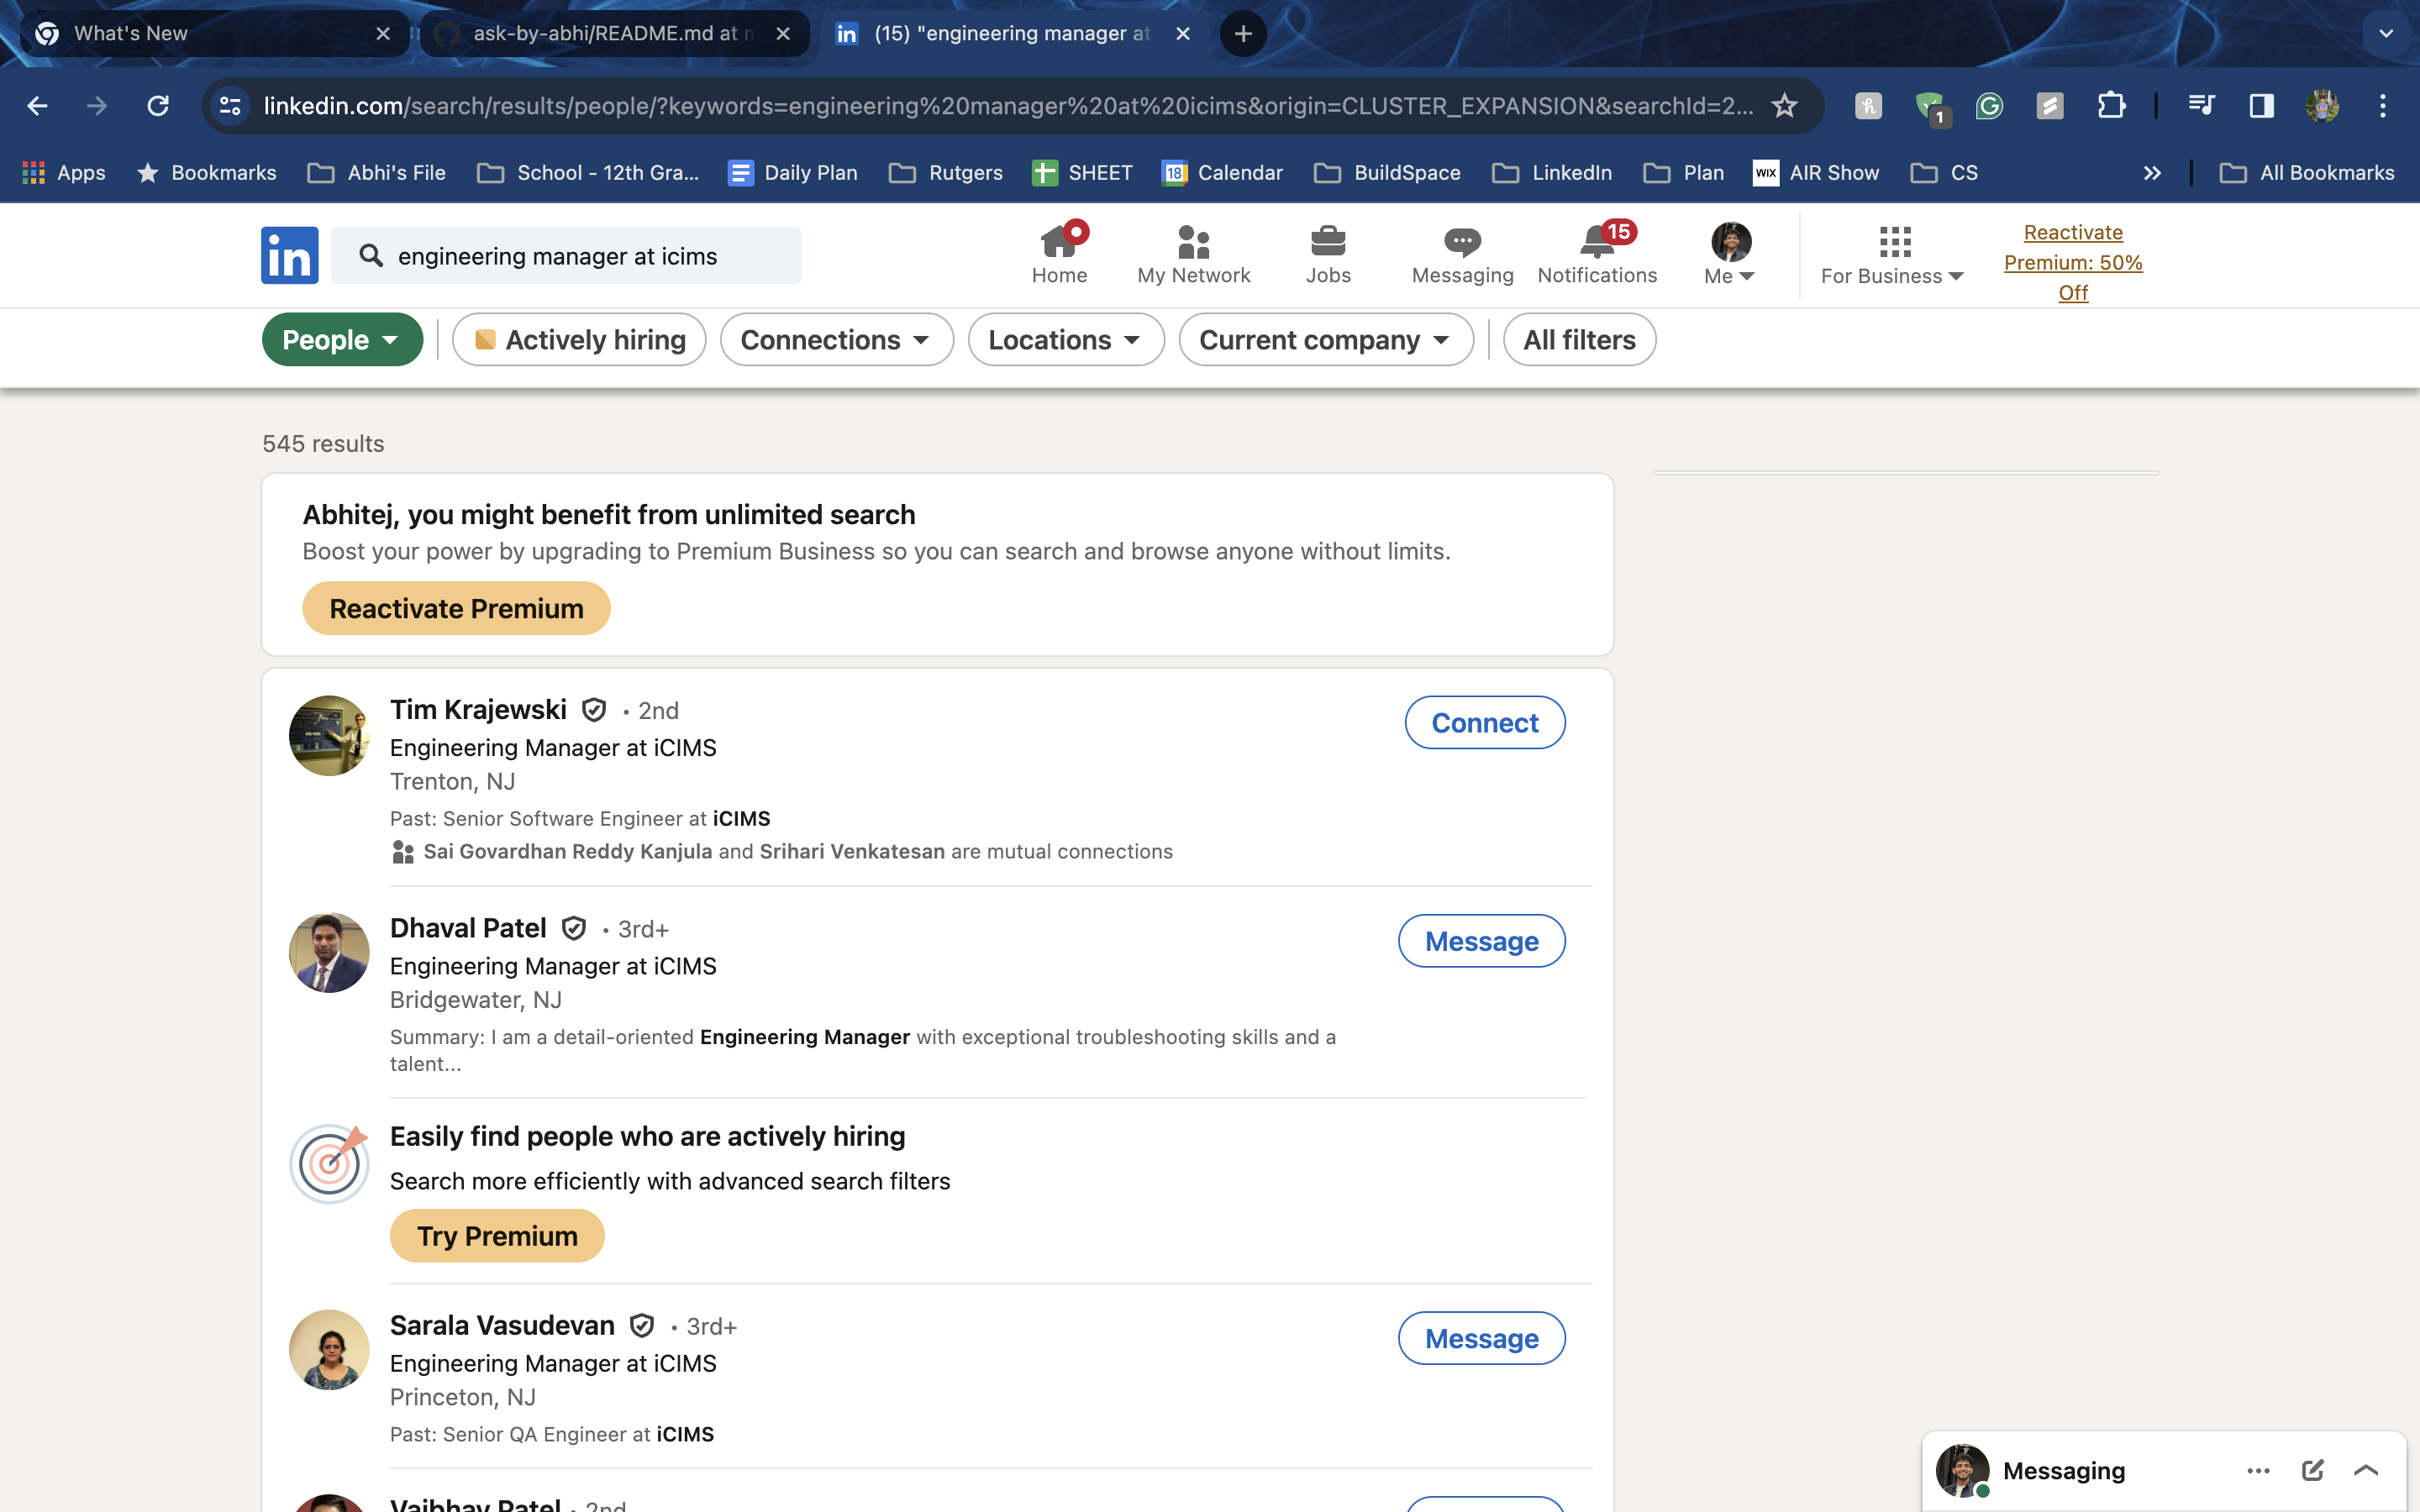 What's New
ask-by-abhi/README.md at m
(15) "engineering manager at
linkedin.com/search/results/people/?keywords=engineering%20manager%20at%20icims&origin=CLUSTER_EXPANSION&searchId=2...
1
Apps
Bookmarks
Abhi's File
School - 12th Gra...
Daily Plan
Rutgers
SHEET
18
Calendar
BuildSpace
LinkedIn
Plan
WIX
AIR Show
CS
All Bookmarks
in
engineering manager at icims
Home
My Network
Jobs
Messaging
15
Notifications
Me
For Business
Reactivate
Premium: 50%
Off
People
Actively hiring
Connections
Locations
Current company
All filters
545 results
Abhitej, you might benefit from unlimited search
Boost your power by upgrading to Premium Business so you can search and browse anyone without limits.
Reactivate Premium
Tim Krajewski • 2nd
Connect
Engineering Manager at iCIMS
Trenton, NJ
Past: Senior Software Engineer at iCIMS
Sai Govardhan Reddy Kanjula and Srihari Venkatesan are mutual connections
Dhaval Patel • 3rd+
Message
Engineering Manager at iCIMS
Bridgewater, NJ
Summary: I am a detail-oriented Engineering Manager with exceptional troubleshooting skills and a
talent...
Easily find people who are actively hiring
Search more efficiently with advanced search filters
Try Premium
Sarala Vasudevan • 3rd+
Message
Engineering Manager at iCIMS
Princeton, NJ
Past: Senior QA Engineer at iCIMS
Vaibhav Patel • 2nd
Messaging